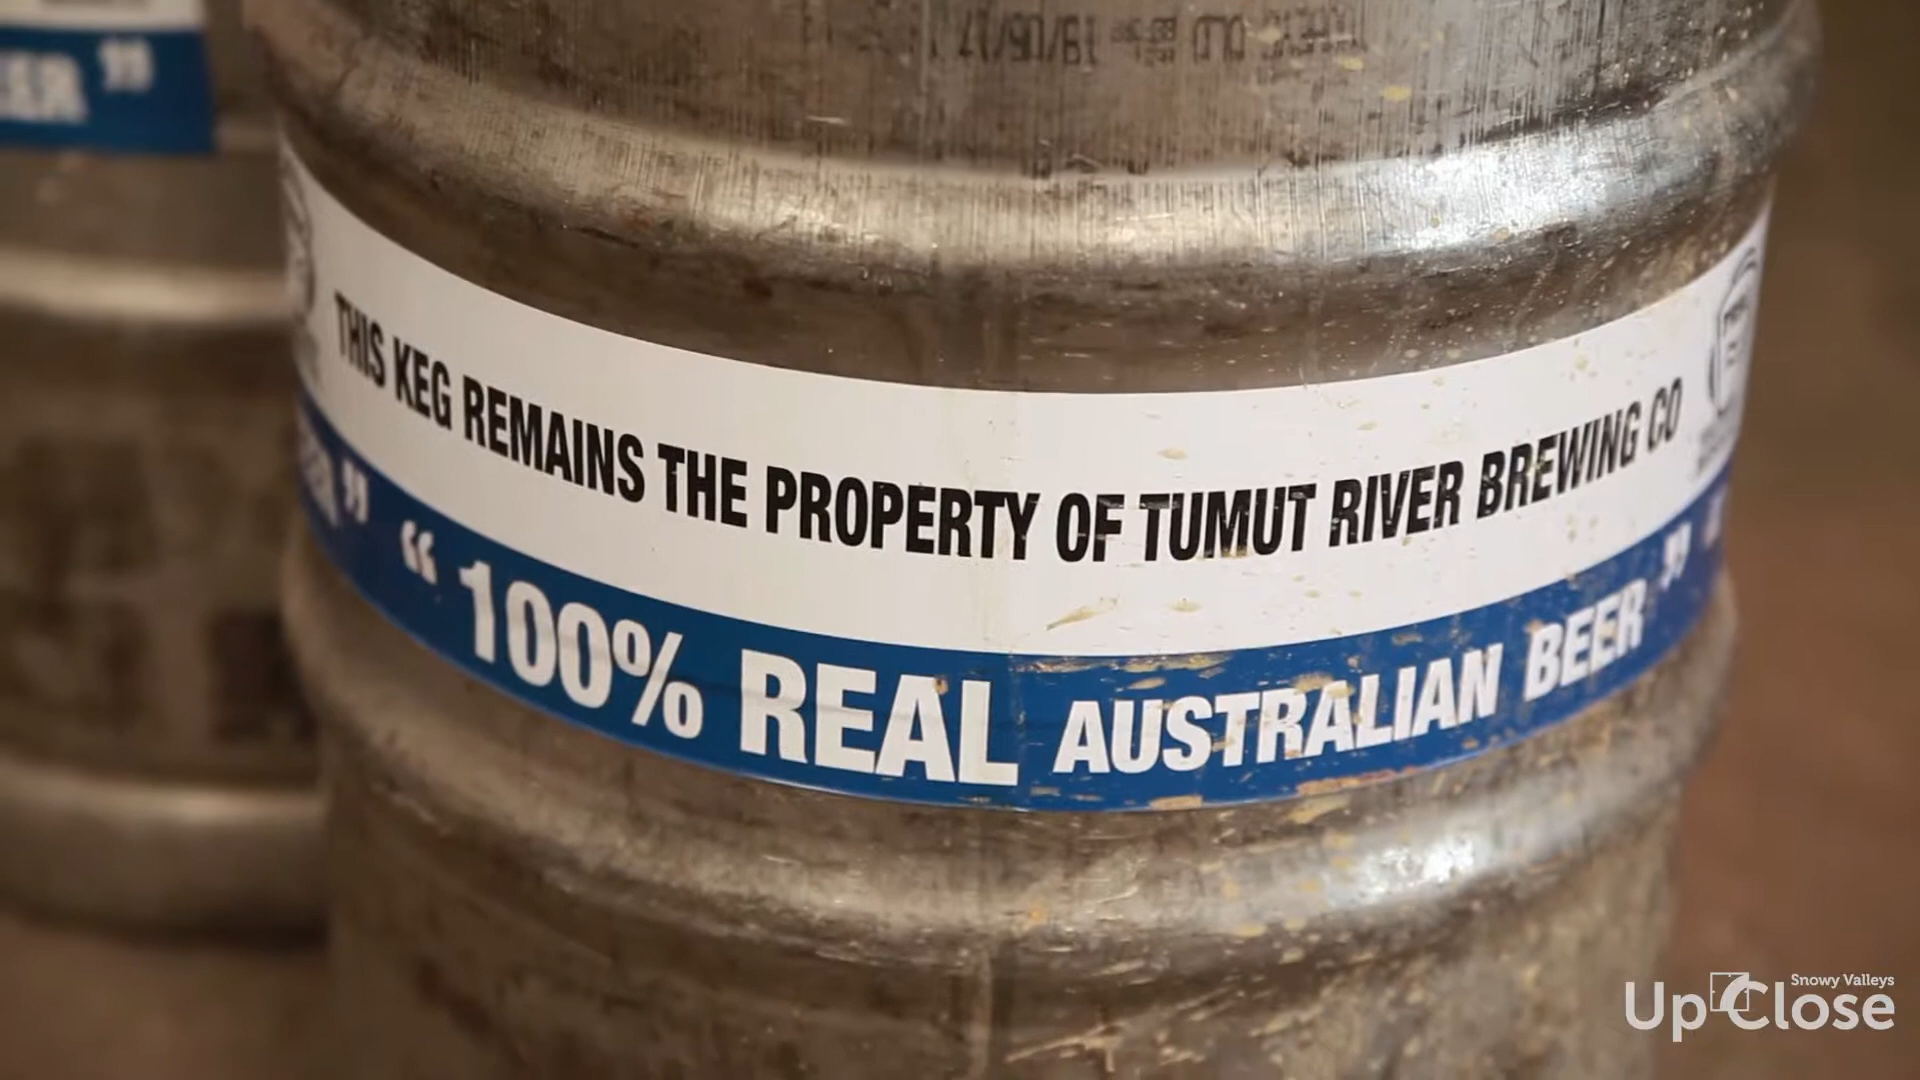 THIS KEG REMAINS THE PROPERTY OF TUMUT RIVER BREWING CO
“ 100% REAL AUSTRALIAN BEER ”
Snowy Valleys
Up Close